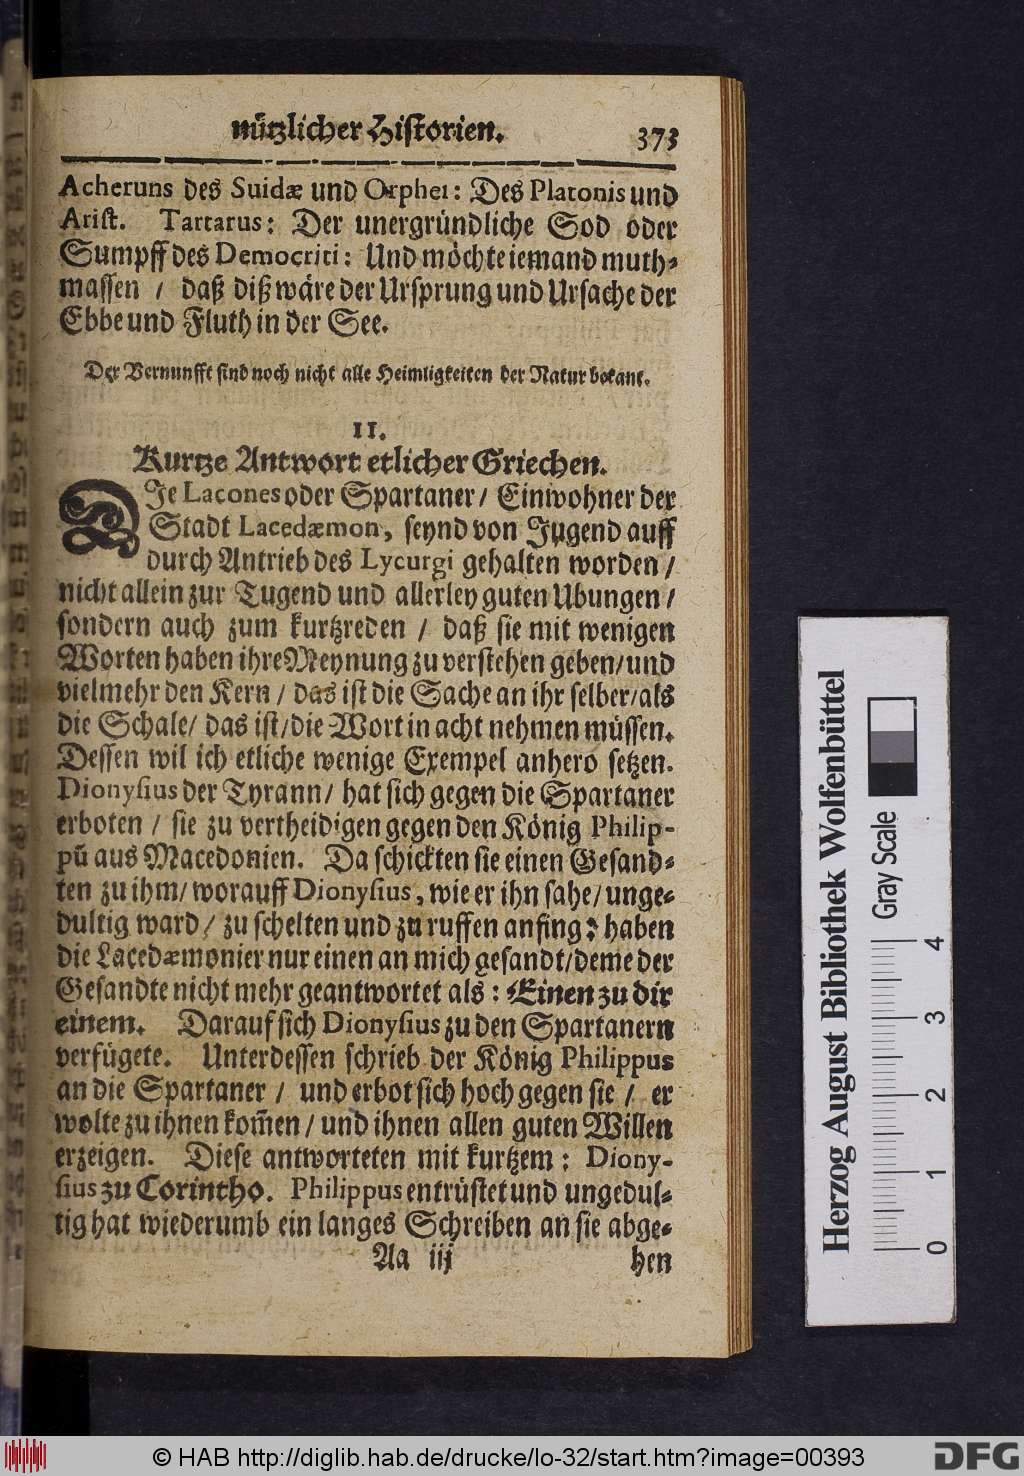 nützlicher Historien. 373
Acheruns des Suidæ und Orphei: Des Platonis und
Arist. Tartarus: Der unergründliche Sod oder
Sumpff des Democriti: Und möchte iemand muth-
massen / daß diß wäre der Ursprung und Ursache der
Ebbe und Fluth in der See.
Der Vernunfft sind noch nicht alle Heimligkeiten der Natur bekant.
11.
Kurtze Antwort etlicher Griechen.
DJe Lacones oder Spartaner / Einwohner der
Stadt Lacedæmon, seynd von Jugend auff
durch Antrieb des Lycurgi gehalten worden /
nicht allein zur Tugend und allerley guten Ubungen /
sondern auch zum kurtzreden / daß sie mit wenigen
Worten haben ihre Meynung zu verstehen geben / und
vielmehr den Kern / das ist die Sache an ihr selber / als
die Schale / das ist / die Wort in acht nehmen müssen.
Dessen wil ich etliche wenige Exempel anhero setzen.
Dionysius der Tyrann / hat sich gegen die Spartaner
erboten / sie zu vertheidigen gegen den König Philip-
pū aus Macedonien. Da schickten sie einen Gesand-
ten zu ihm / worauff Dionysius, wie er ihn sahe / unge-
dultig ward / zu schelten und zu ruffen anfing: haben
die Lacedæmonier nur einen an mich gesandt / deme der
Gesandte nicht mehr geantwortet als: Einen zu dir
einem. Darauf sich Dionysius zu den Spartanern
verfügete. Unterdessen schrieb der König Philippus
an die Spartaner / und erbot sich hoch gegen sie / er
wolte zu ihnen kom̄en / und ihnen allen guten Willen
erzeigen. Diese antworteten mit kurtzem: Diony-
sius zu Corintho. Philippus entrüstet und ungedul-
tig hat wiederumb ein langes Schreiben an sie abge-
Aa iij hen
Herzog August Bibliothek Wolfenbüttel
Gray Scale
0 1 2 3 4
© HAB http://diglib.hab.de/drucke/lo-32/start.htm?image=00393
DFG